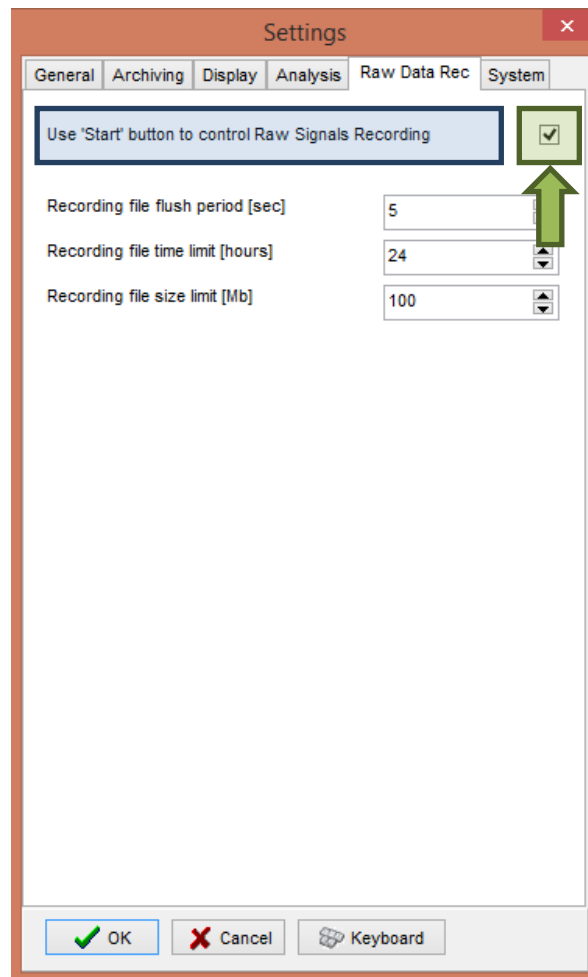 Settings
General Archiving Display Analysis Raw Data Rec System
Use 'Start' button to control Raw Signals Recording
Recording file flush period [sec] 5
Recording file time limit [hours] 24
Recording file size limit [Mb] 100
OK Cancel Keyboard